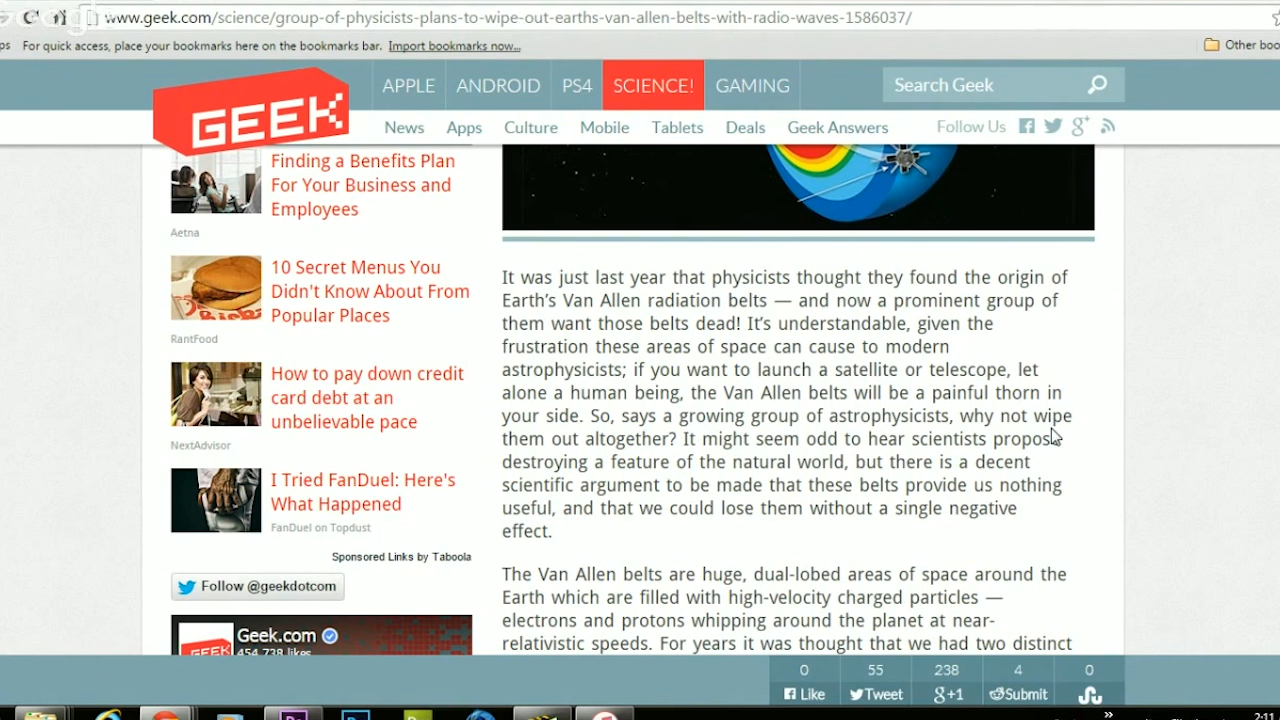 www.geek.com/science/group-of-physicists-plans-to-wipe-out-earths-van-allen-belts-with-radio-waves-1586037/
For quick access, place your bookmarks here on the bookmarks bar. Import bookmarks now...
Other boo
GEEK
APPLE ANDROID PS4 SCIENCE! GAMING
Search Geek
News Apps Culture Mobile Tablets Deals Geek Answers Follow Us
Finding a Benefits Plan
For Your Business and
Employees
Aetna
10 Secret Menus You
Didn't Know About From
Popular Places
RantFood
How to pay down credit
card debt at an
unbelievable pace
NextAdvisor
I Tried FanDuel: Here's
What Happened
FanDuel on Topdust
Sponsored Links by Taboola
Follow @geekdotcom
GEEK
Geek.com
454,738 likes
It was just last year that physicists thought they found the origin of
Earth's Van Allen radiation belts — and now a prominent group of
them want those belts dead! It's understandable, given the
frustration these areas of space can cause to modern
astrophysicists; if you want to launch a satellite or telescope, let
alone a human being, the Van Allen belts will be a painful thorn in
your side. So, says a growing group of astrophysicists, why not wipe
them out altogether? It might seem odd to hear scientists propose
destroying a feature of the natural world, but there is a decent
scientific argument to be made that these belts provide us nothing
useful, and that we could lose them without a single negative
effect.
The Van Allen belts are huge, dual-lobed areas of space around the
Earth which are filled with high-velocity charged particles —
electrons and protons whipping around the planet at near-
relativistic speeds. For years it was thought that we had two distinct
0 55 238 4 0
Like Tweet g+1 Submit
2:11